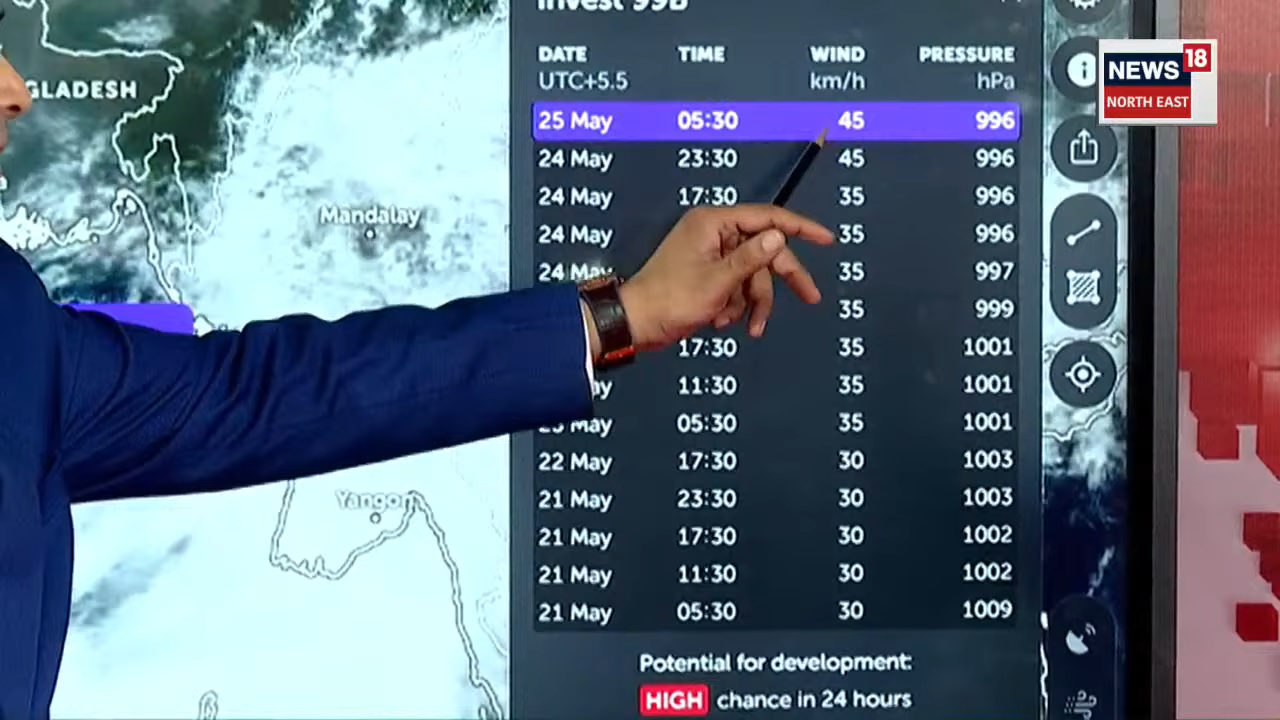 Invest 99B
DATE TIME WIND PRESSURE
UTC+5.5 km/h hPa
25 May 05:30 45 996
24 May 23:30 45 996
24 May 17:30 35 996
24 May 35 996
24 May 35 997
35 999
17:30 35 1001
11:30 35 1001
May 05:30 35 1001
22 May 17:30 30 1003
21 May 23:30 30 1003
21 May 17:30 30 1002
21 May 11:30 30 1002
21 May 05:30 30 1009
Potential for development:
HIGH chance in 24 hours
GLADESH
Mandalay
Yangon
NEWS 18
NORTH EAST